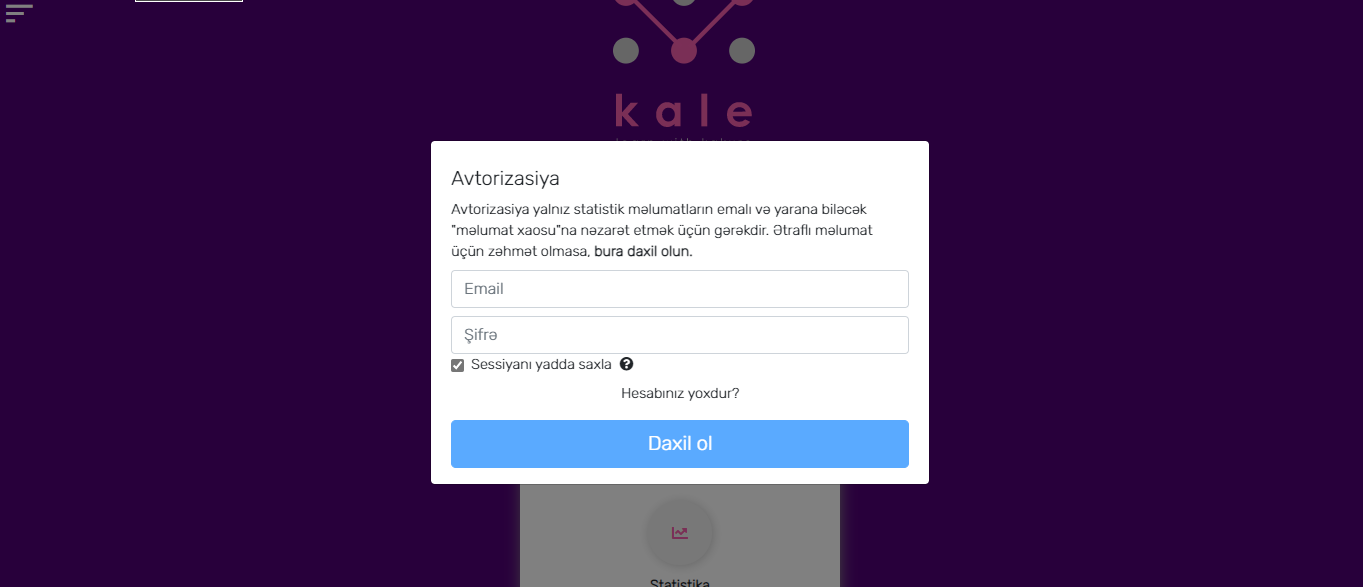 kale
Avtorizasiya
Avtorizasiya yalnız statistik məlumatların emalı və yarana biləcək
"məlumat xaosu"na nəzarət etmək üçün gərəkdir. Ətraflı məlumat
üçün zəhmət olmasa, bura daxil olun.
Email
Şifrə
Sessiyanı yadda saxla
Hesabınız yoxdur?
Daxil ol
Statistika